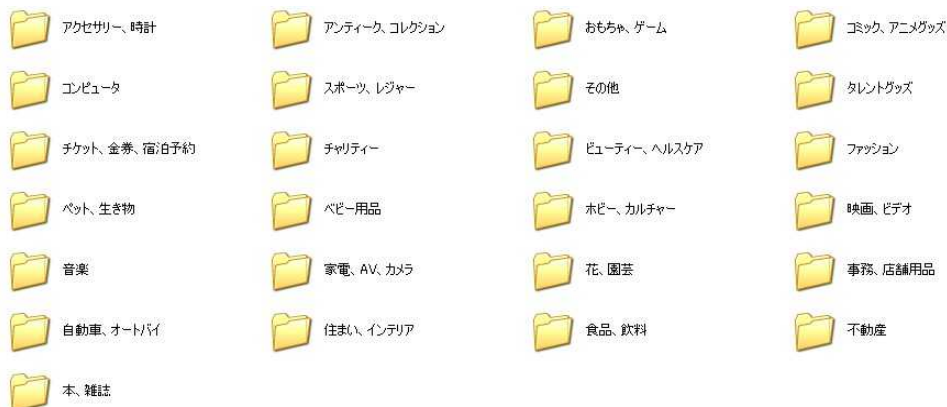 アクセサリー、時計
アンティーク、コレクション
おもちゃ、ゲーム
コミック、アニメグッズ
コンピュータ
スポーツ、レジャー
その他
タレントグッズ
チケット、金券、宿泊予約
チャリティー
ビューティー、ヘルスケア
ファッション
ペット、生き物
ベビー用品
ホビー、カルチャー
映画、ビデオ
音楽
家電、AV、カメラ
花、園芸
事務、店舗用品
自動車、オートバイ
住まい、インテリア
食品、飲料
不動産
本、雑誌